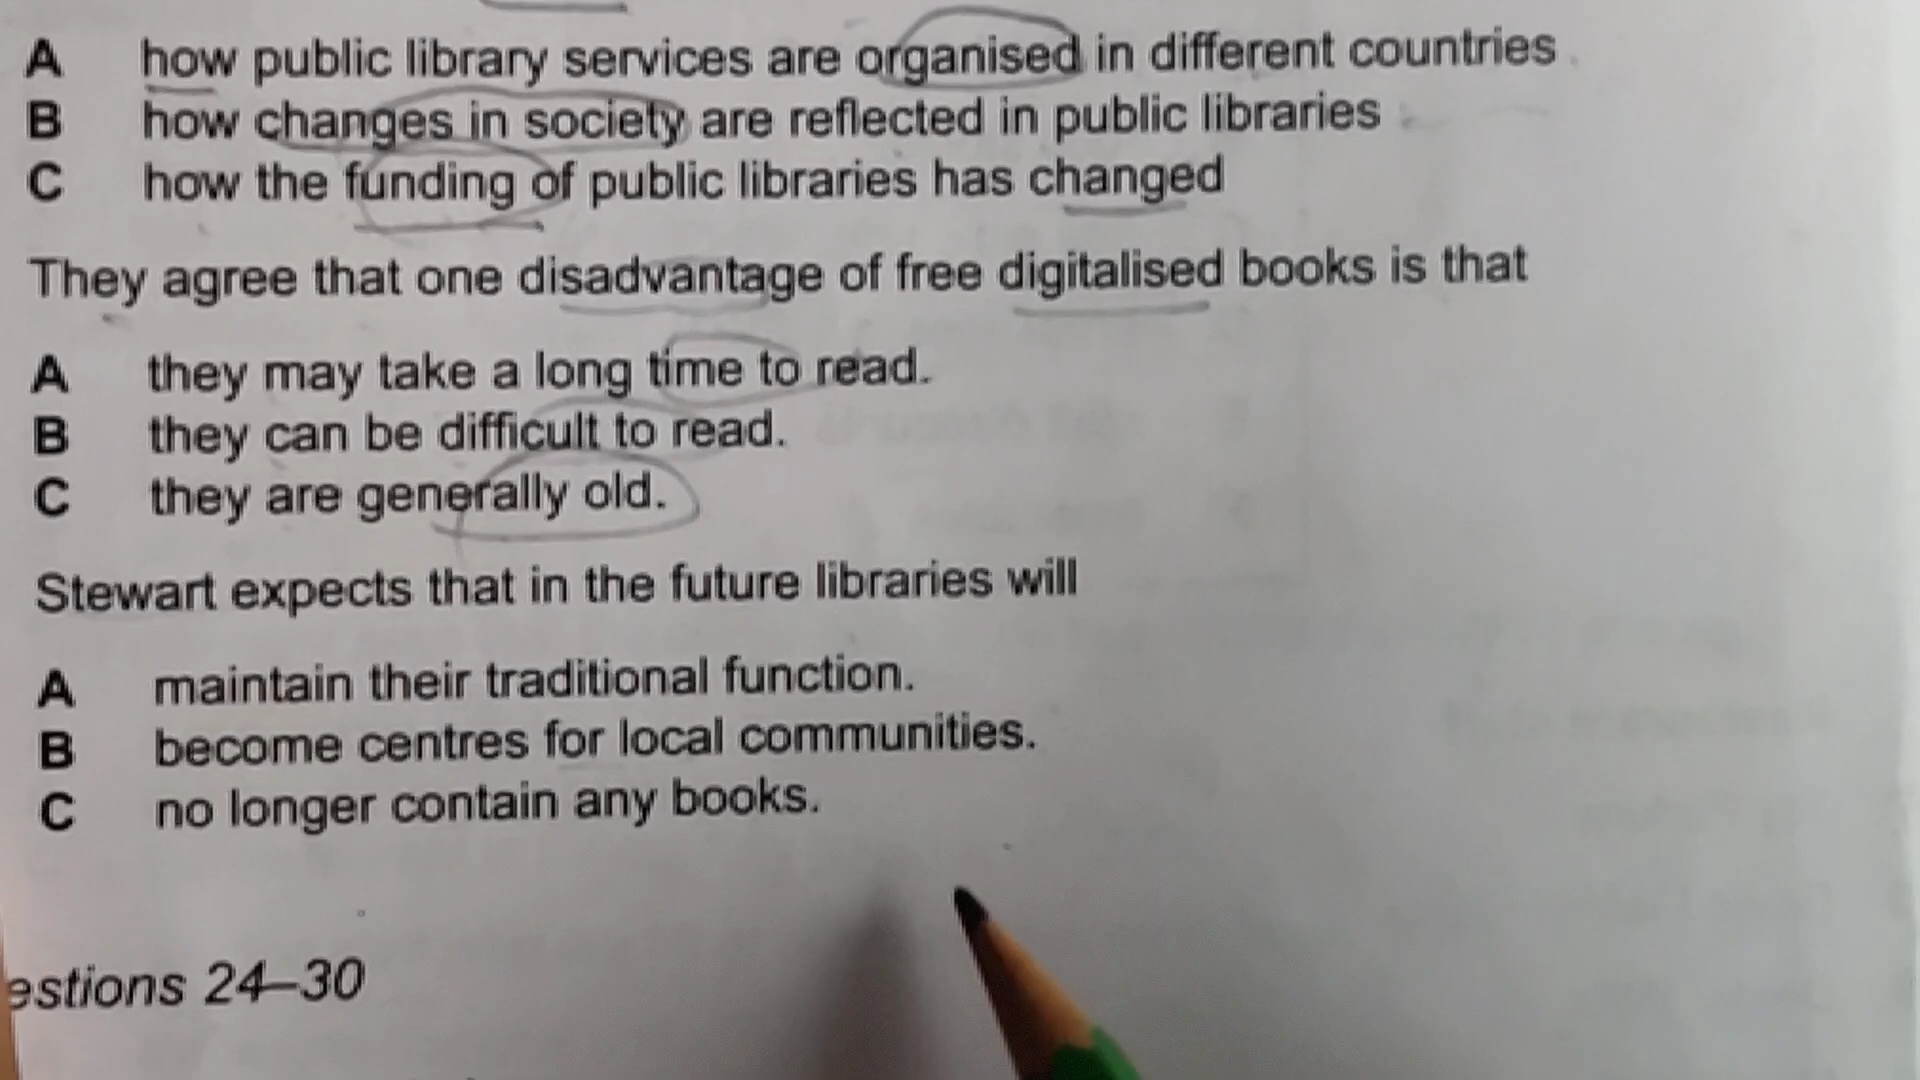 A how public library services are organised in different countries
B how changes in society are reflected in public libraries
C how the funding of public libraries has changed
They agree that one disadvantage of free digitalised books is that
A they may take a long time to read.
B they can be difficult to read.
C they are generally old.
Stewart expects that in the future libraries will
A maintain their traditional function.
B become centres for local communities.
C no longer contain any books.
estions 24–30